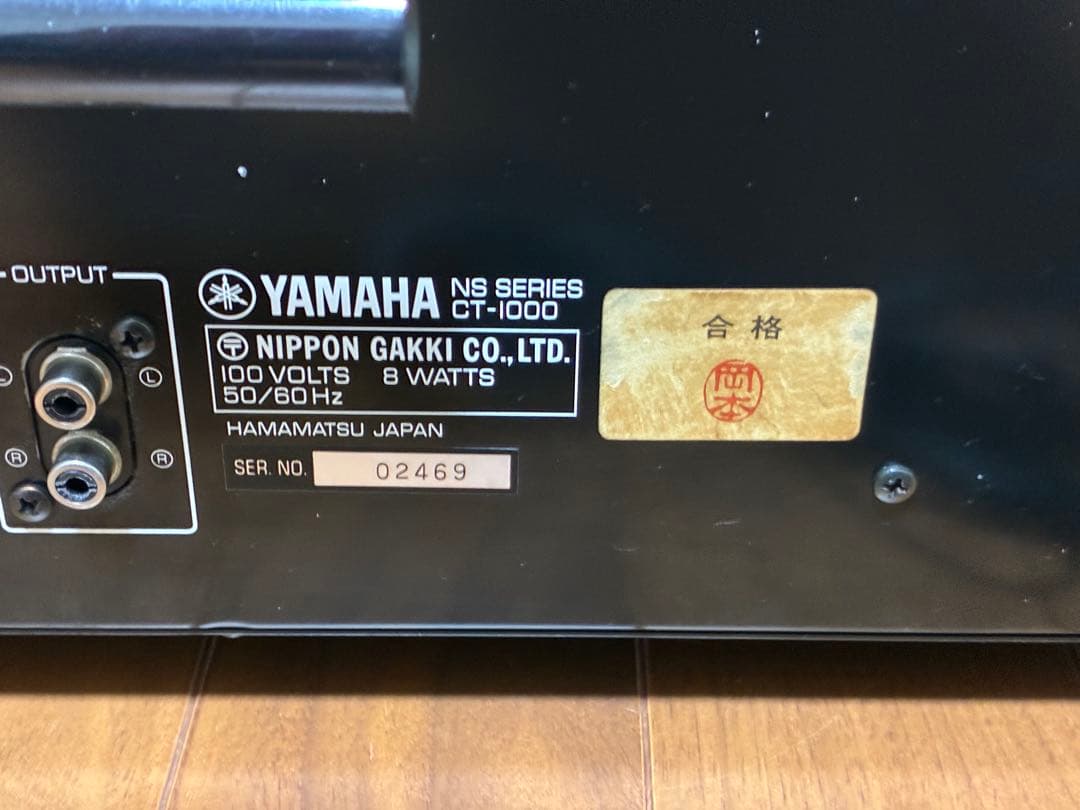 OUTPUT
L
L
R
R
YAMAHA NS SERIES
CT-1000
〒 NIPPON GAKKI CO., LTD.
100 VOLTS 8 WATTS
50/60Hz
HAMAMATSU JAPAN
SER. NO. 02469
合格
岡本